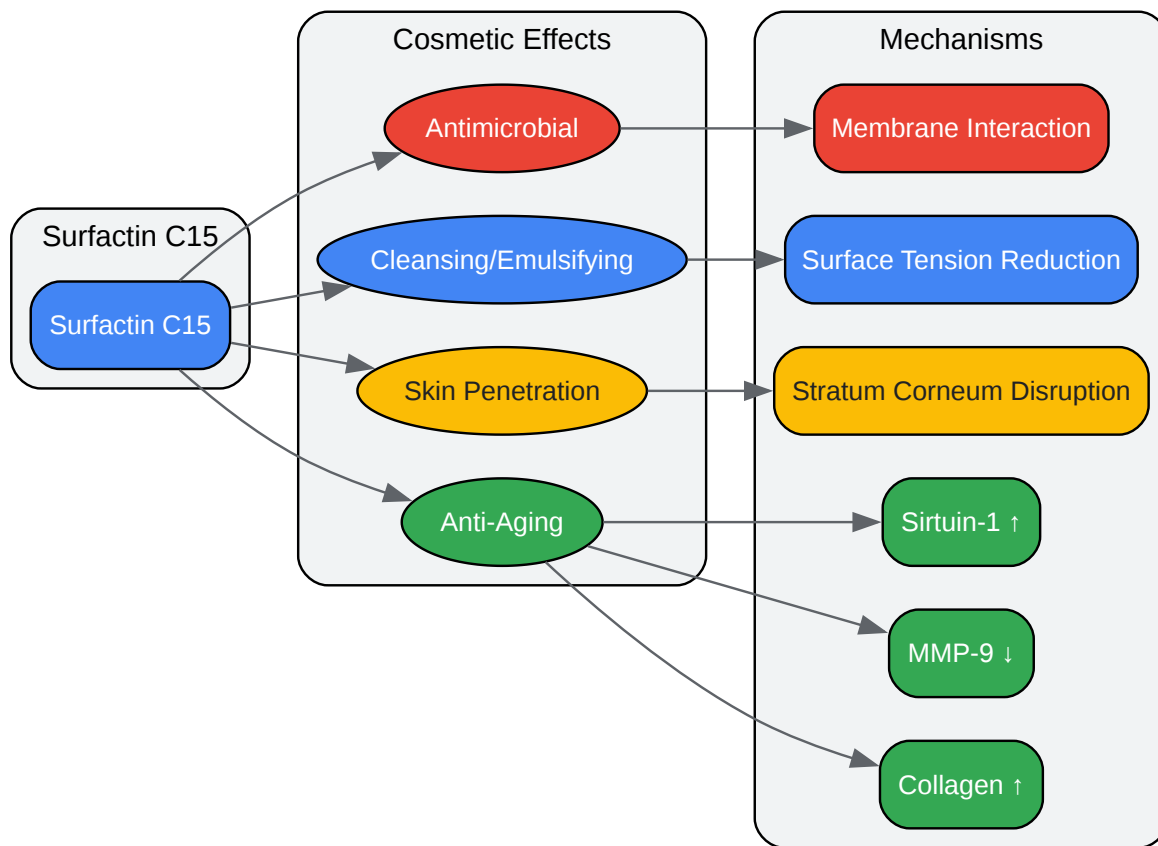 Surfactin C15
Surfactin C15
Cosmetic Effects
Antimicrobial
Cleansing/Emulsifying
Skin Penetration
Anti-Aging
Mechanisms
Membrane Interaction
Surface Tension Reduction
Stratum Corneum Disruption
Sirtuin-1 ↑
MMP-9 ↓
Collagen ↑